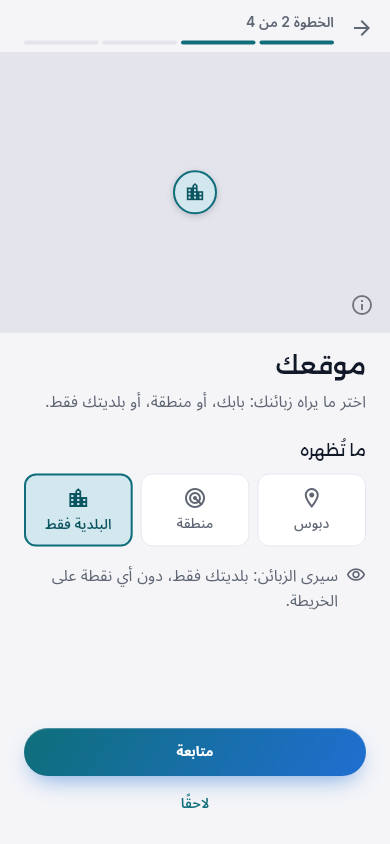 الخطوة 2 من 4
موقعك
اختر ما يراه زبائنك: بابك، أو منطقة، أو بلديتك فقط.
ما تُظهره
دبوس
منطقة
البلدية فقط
سيرى الزبائن: بلديتك فقط، دون أي نقطة على
الخريطة.
متابعة
لاحقًا